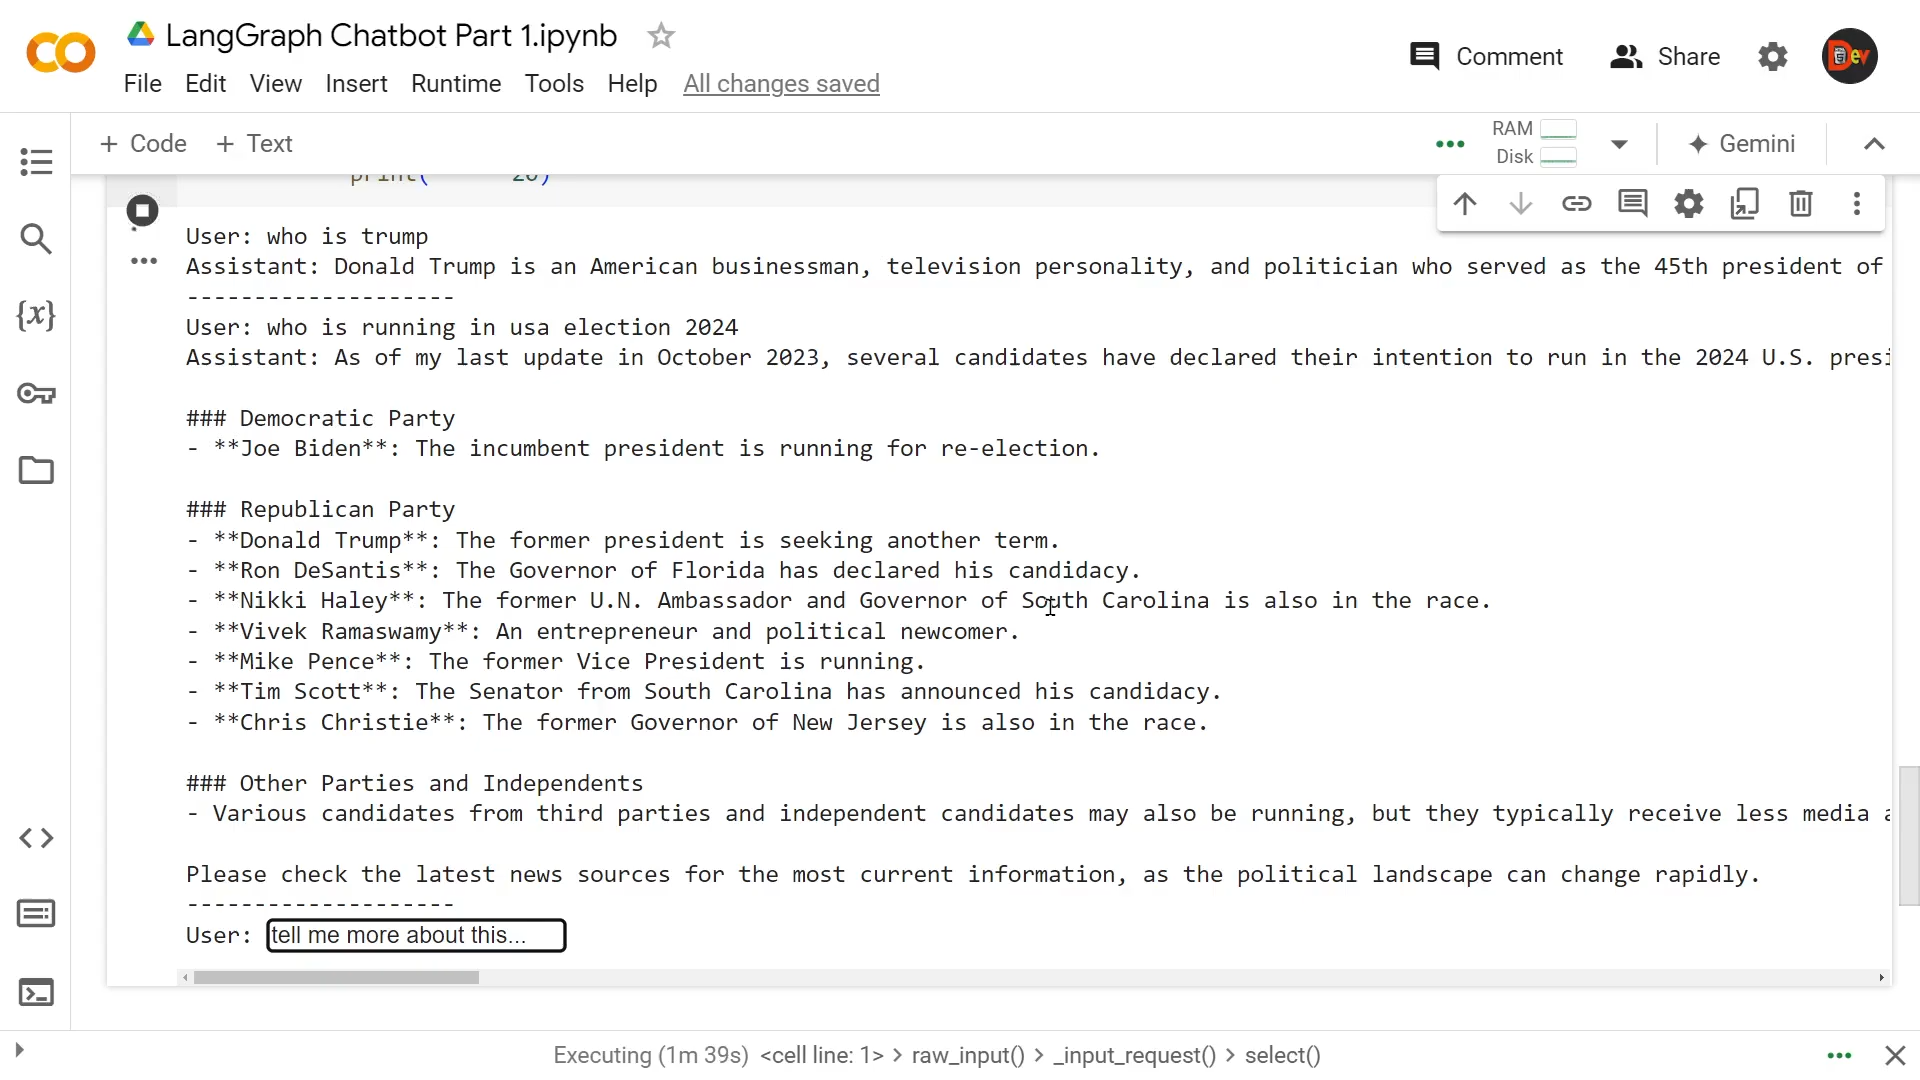 LangGraph Chatbot Part 1.ipynb
Comment
Share
Dev
File Edit View Insert Runtime Tools Help All changes saved
+ Code + Text
RAM
Disk
Gemini
User: who is trump
Assistant: Donald Trump is an American businessman, television personality, and politician who served as the 45th president of
--------------------
User: who is running in usa election 2024
Assistant: As of my last update in October 2023, several candidates have declared their intention to run in the 2024 U.S. presi
### Democratic Party
- **Joe Biden**: The incumbent president is running for re-election.
### Republican Party
- **Donald Trump**: The former president is seeking another term.
- **Ron DeSantis**: The Governor of Florida has declared his candidacy.
- **Nikki Haley**: The former U.N. Ambassador and Governor of South Carolina is also in the race.
- **Vivek Ramaswamy**: An entrepreneur and political newcomer.
- **Mike Pence**: The former Vice President is running.
- **Tim Scott**: The Senator from South Carolina has announced his candidacy.
- **Chris Christie**: The former Governor of New Jersey is also in the race.
### Other Parties and Independents
- Various candidates from third parties and independent candidates may also be running, but they typically receive less media a
Please check the latest news sources for the most current information, as the political landscape can change rapidly.
--------------------
User: tell me more about this...
Executing (1m 39s) <cell line: 1> > raw_input() > _input_request() > select()